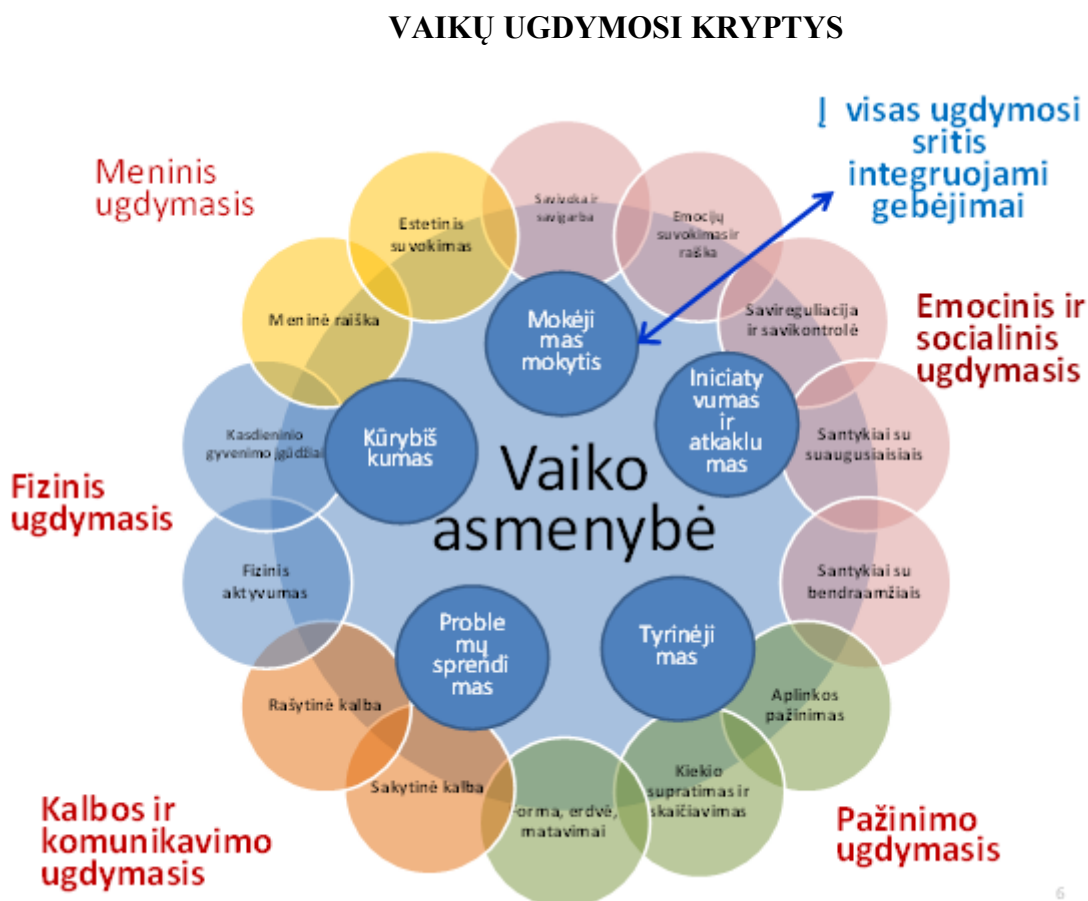 VAIKŲ UGDYMOSI KRYPTYS
Į visas ugdymosi
sritis
integruojami
gebėjimai
Meninis
ugdymasis
Estetinis
suvokimas
Savivoka ir
savigarba
Emocijų
suvokimas ir
raiška
Meninė raiška
Mokėji
mas
mokytis
Savireguliacija
ir savikontrolė
Emocinis ir
socialinis
ugdymasis
Iniciaty
vumas
ir
atkaklu
mas
Kasdieninio
gyvenimo įgūdžiai
Kūrybiš
kumas
Santykiai su
suaugusiaisiais
Vaiko
asmenybė
Fizinis
ugdymasis
Fizinis
aktyvumas
Santykiai su
bendraamžiais
Proble
mų
sprendi
mas
Tyrinėji
mas
Rašytinė kalba
Aplinkos
pažinimas
Sakytinė kalba
Forma, erdvė,
matavimai
Kiekio
supratimas ir
skaičiavimas
Kalbos ir
komunikavimo
ugdymasis
Pažinimo
ugdymasis
6